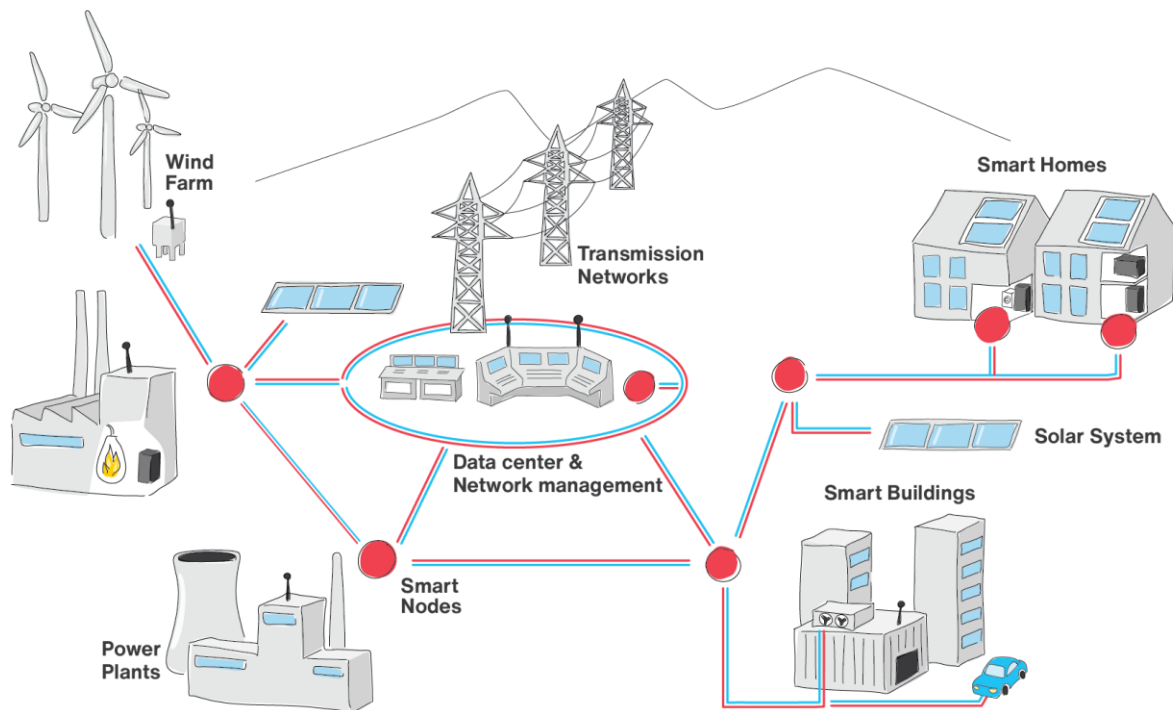 Wind
Farm
Smart Homes
Transmission
Networks
Solar System
Data center &
Network management
Smart Buildings
Smart
Nodes
Power
Plants